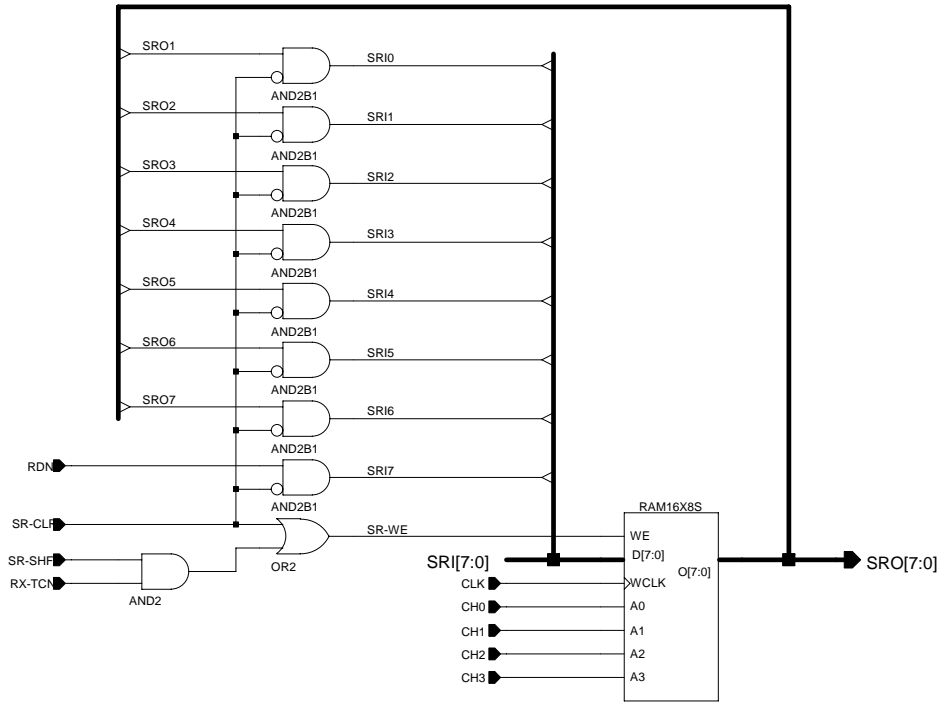 SRO1
SRI0
AND2B1
SRO2
SRI1
AND2B1
SRO3
SRI2
AND2B1
SRO4
SRI3
AND2B1
SRO5
SRI4
AND2B1
SRO6
SRI5
AND2B1
SRO7
SRI6
AND2B1
RDN
SRI7
AND2B1
SR-CLR
SR-WE
OR2
SR-SHF
RX-TCN
AND2
RAM16X8S
WE
SRI[7:0]
D[7:0]
O[7:0]
SRO[7:0]
CLK
WCLK
CH0
A0
CH1
A1
CH2
A2
CH3
A3